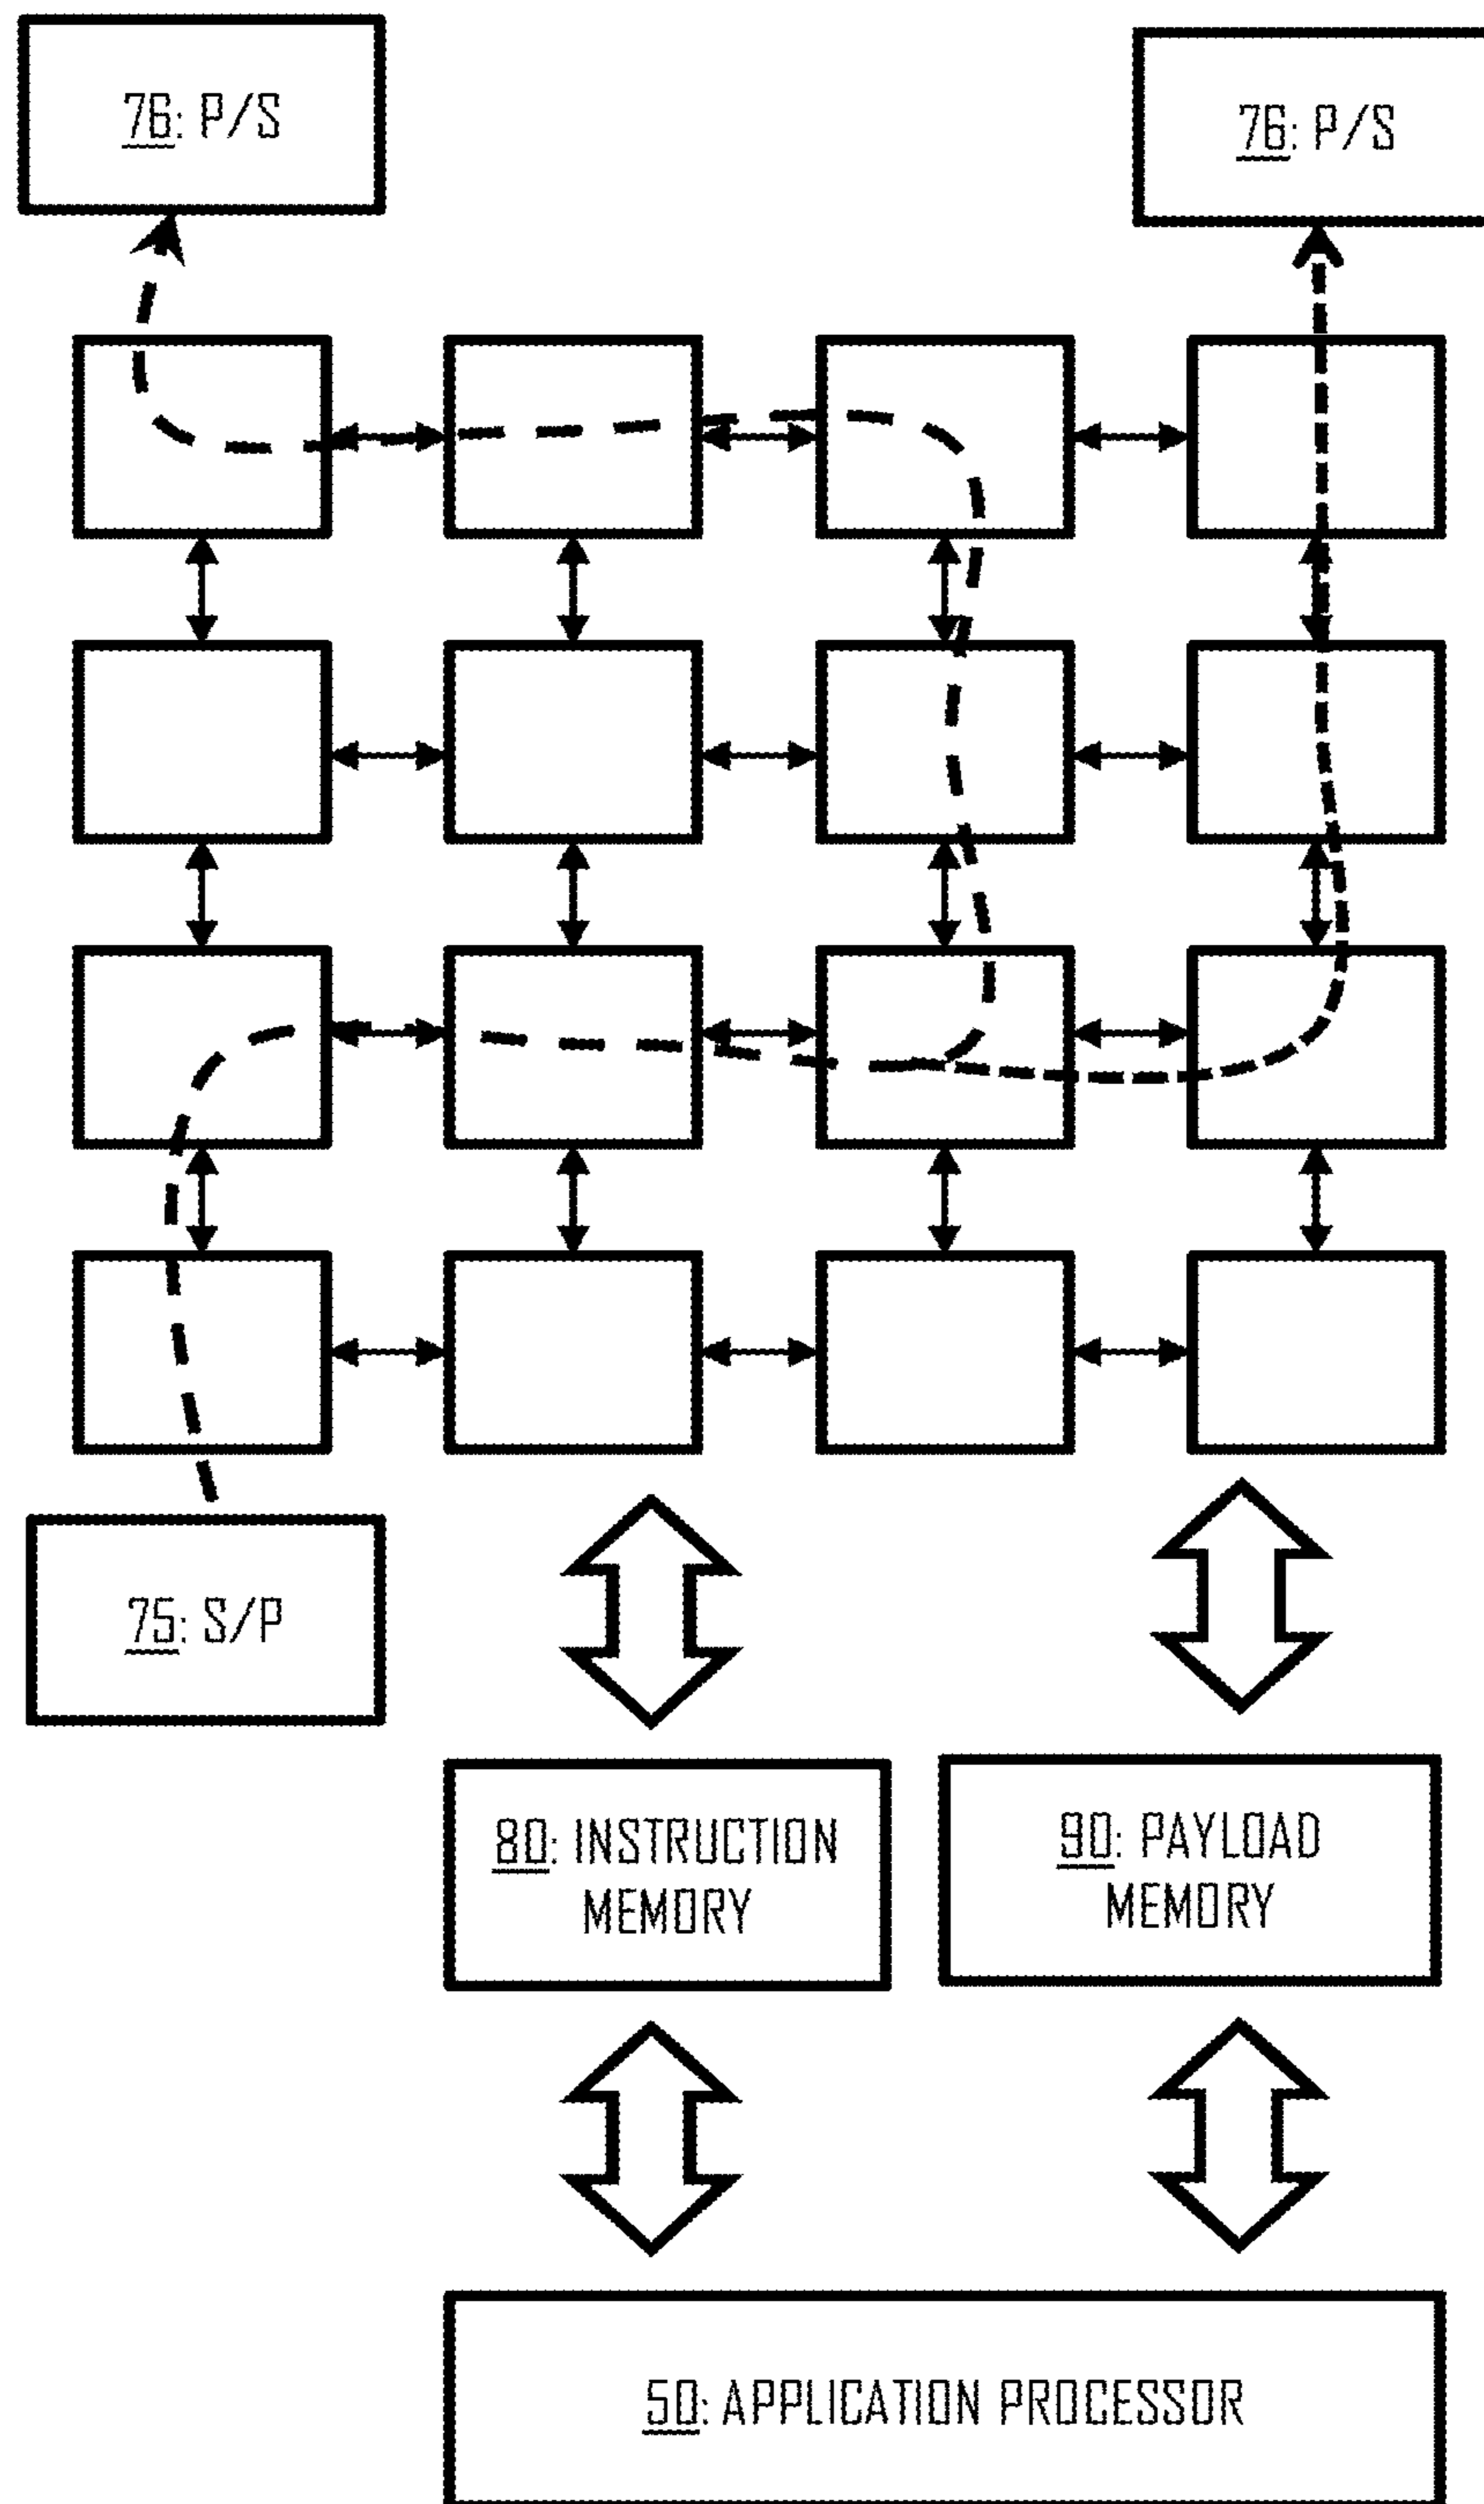 76: P/S
76: P/S
75: S/P
80: INSTRUCTION
MEMORY
90: PAYLOAD
MEMORY
50: APPLICATION PROCESSOR